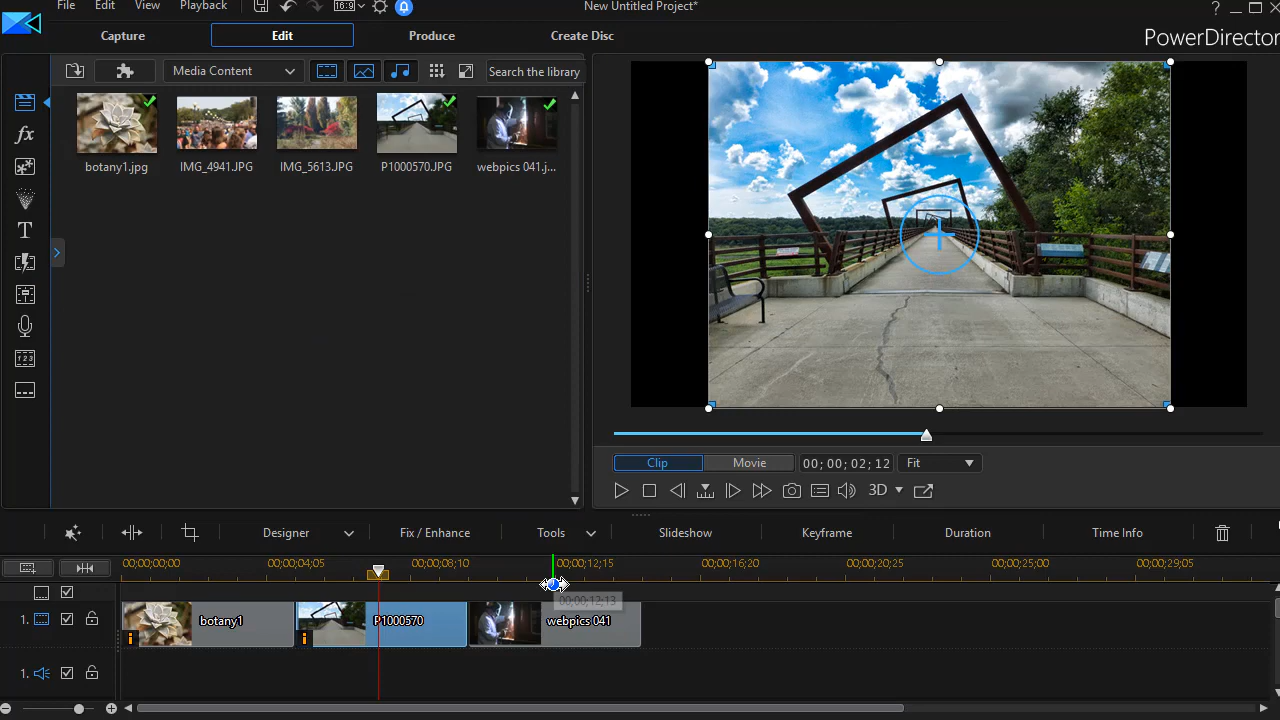 File Edit View Playback 16:9 New Untitled Project* ?
Capture Edit Produce Create Disc PowerDirector
Media Content Search the library
botany1.jpg IMG_4941.JPG IMG_5613.JPG P1000570.JPG webpics 041.j...
fx
T
Clip Movie 00; 00; 02; 12 Fit
3D
Designer Fix / Enhance Tools Slideshow Keyframe Duration Time Info
00;00;00;00 00;00;04;05 00;00;08;10 00;00;12;15 00;00;16;20 00;00;20;25 00;00;25;00 00;00;29;05
00;00;12;13
1. botany1 P1000570 webpics 041
1.